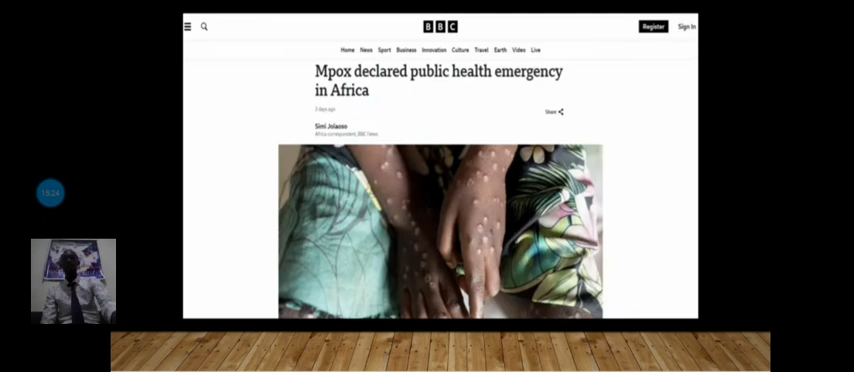 BBC
Register
Sign In
Home News Sport Business Innovation Culture Travel Earth Video Live
Mpox declared public health emergency
in Africa
3 days ago
Share
Simi Jolaoso
Africa correspondent, BBC News
15:24